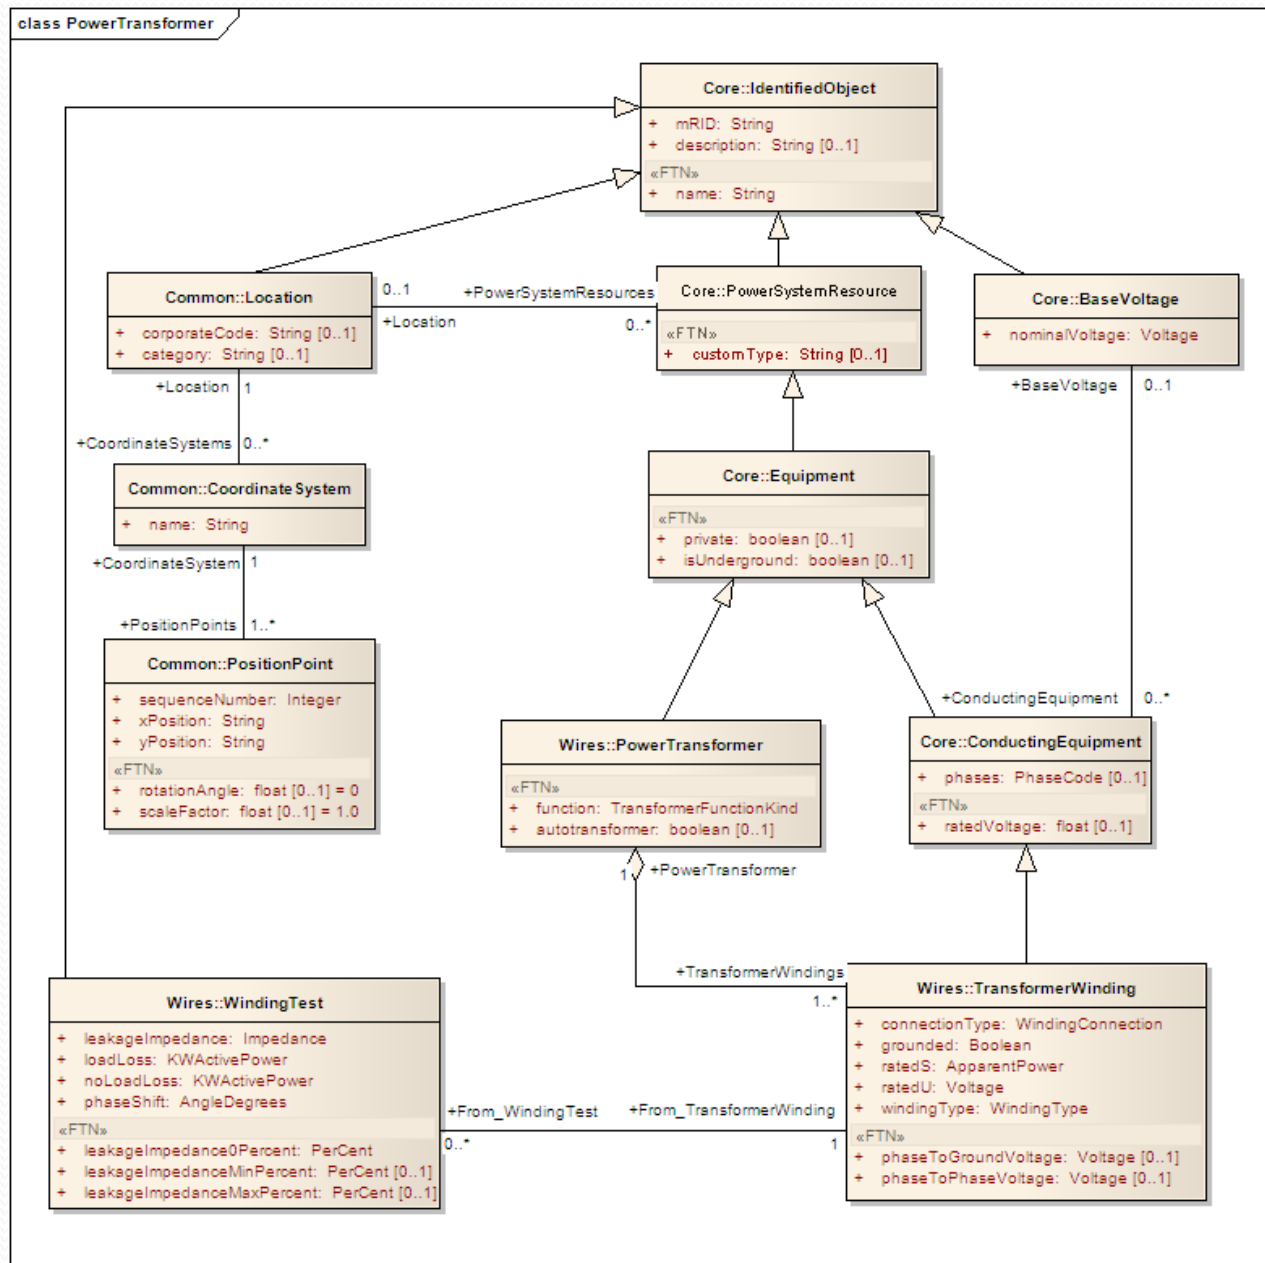 class PowerTransformer
Core::IdentifiedObject
+ mRID: String
+ description: String [0..1]
«FTN»
+ name: String
Common::Location
+ corporateCode: String [0..1]
+ category: String [0..1]
0..1
+Location
+PowerSystemResources
0..*
Core::PowerSystemResource
«FTN»
+ customType: String [0..1]
Core::BaseVoltage
+ nominalVoltage: Voltage
+Location 1
+CoordinateSystems 0..*
+BaseVoltage 0..1
Common::CoordinateSystem
+ name: String
+CoordinateSystem 1
+PositionPoints 1..*
Core::Equipment
«FTN»
+ private: boolean [0..1]
+ isUnderground: boolean [0..1]
Common::PositionPoint
+ sequenceNumber: Integer
+ xPosition: String
+ yPosition: String
«FTN»
+ rotationAngle: float [0..1] = 0
+ scaleFactor: float [0..1] = 1.0
+ConductingEquipment 0..*
Wires::PowerTransformer
«FTN»
+ function: TransformerFunctionKind
+ autotransformer: boolean [0..1]
Core::ConductingEquipment
+ phases: PhaseCode [0..1]
«FTN»
+ ratedVoltage: float [0..1]
1 +PowerTransformer
+TransformerWindings
1..*
Wires::WindingTest
+ leakageImpedance: Impedance
+ loadLoss: KWActivePower
+ noLoadLoss: KWActivePower
+ phaseShift: AngleDegrees
«FTN»
+ leakageImpedance0Percent: PerCent
+ leakageImpedanceMinPercent: PerCent [0..1]
+ leakageImpedanceMaxPercent: PerCent [0..1]
+From_WindingTest
0..*
+From_TransformerWinding
1
Wires::TransformerWinding
+ connectionType: WindingConnection
+ grounded: Boolean
+ ratedS: ApparentPower
+ ratedU: Voltage
+ windingType: WindingType
«FTN»
+ phaseToGroundVoltage: Voltage [0..1]
+ phaseToPhaseVoltage: Voltage [0..1]